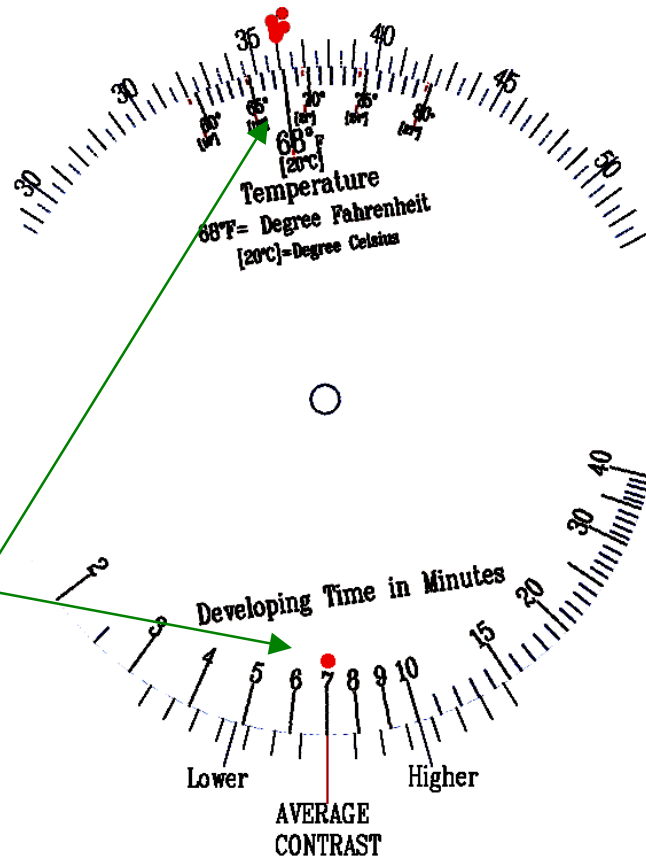 30 30 35 40 45 50
60° 65° 70° 75° 80°
68°F
[20°C]
Temperature
68°F= Degree Fahrenheit
[20°C]=Degree Celsius
Developing Time in Minutes
2 3 4 5 6 7 8 9 10 15 20 30 40
Lower Higher
AVERAGE
CONTRAST